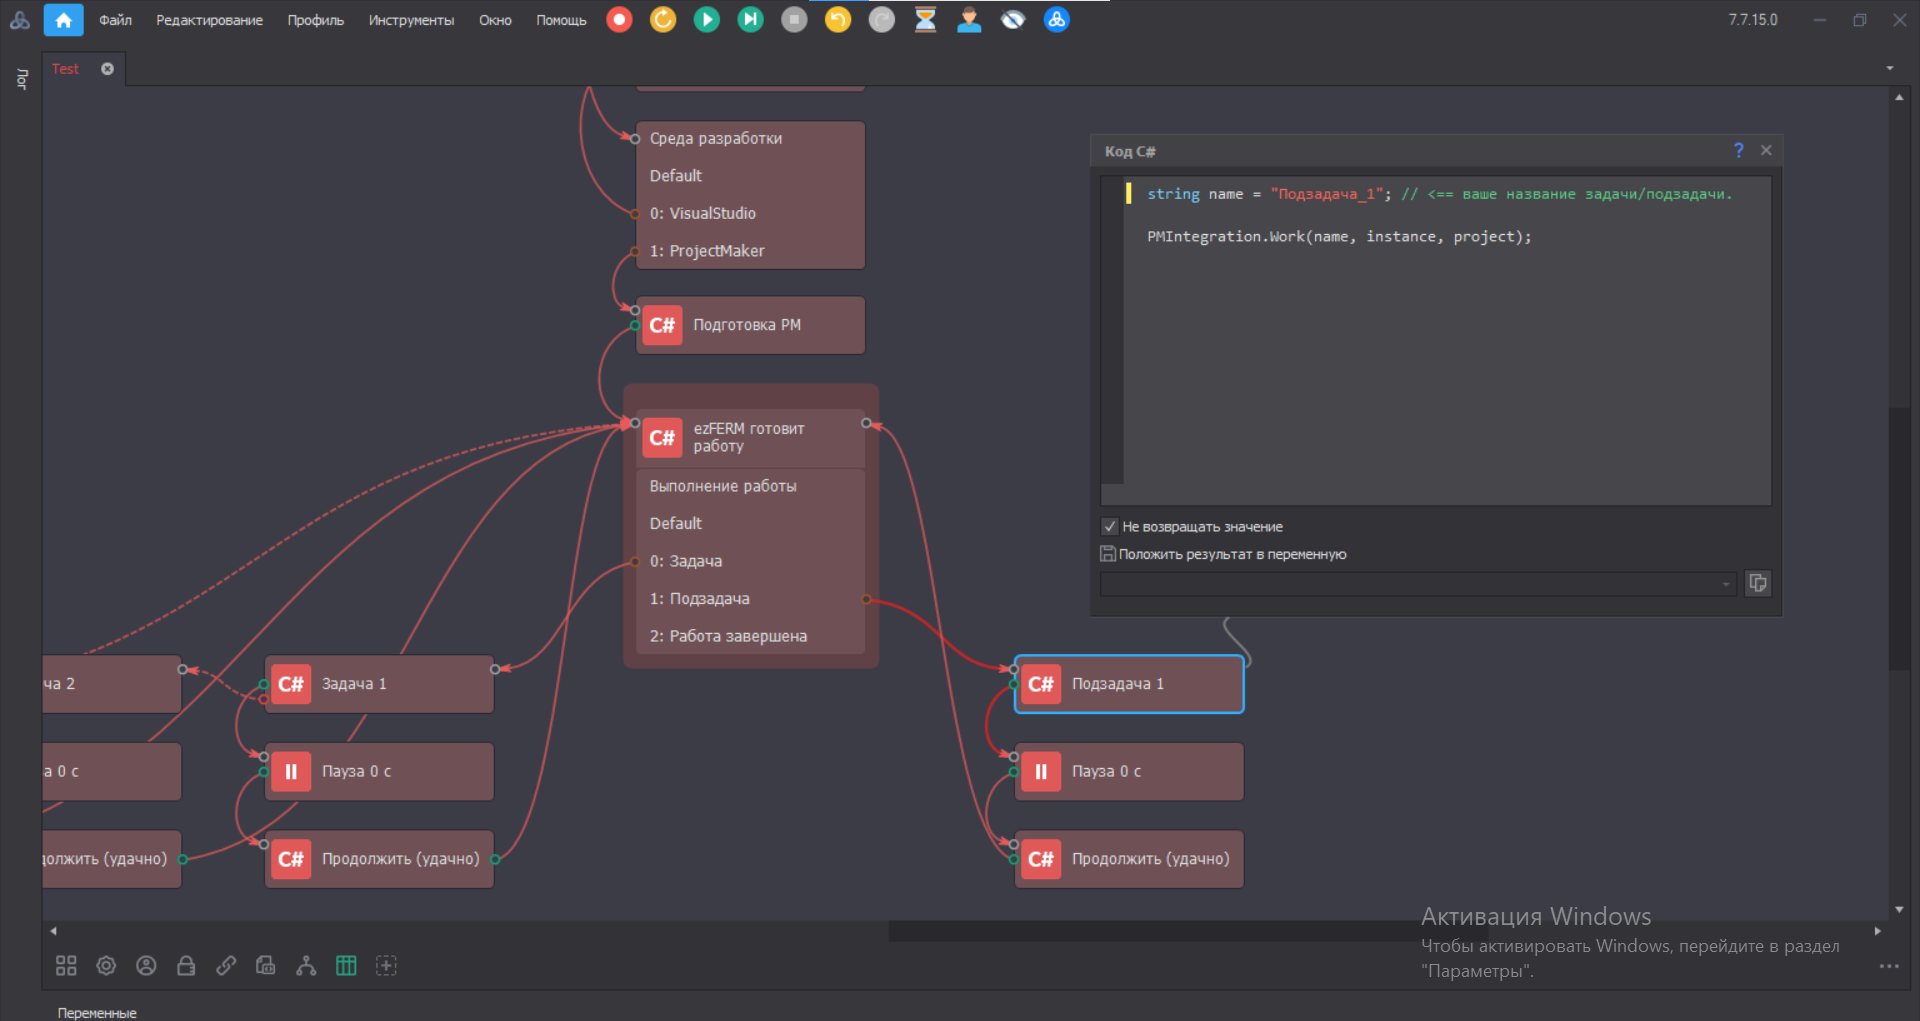 Файл Редактирование Профиль Инструменты Окно Помощь 7.7.15.0
Лог
Test
Среда разработки
Default
0: VisualStudio
1: ProjectMaker
C# Подготовка PM
C# ezFERM готовит
работу
Выполнение работы
Default
0: Задача
1: Подзадача
2: Работа завершена
Код C# ?
string name = "Подзадача_1"; // <== ваше название задачи/подзадачи.
PMIntegration.Work(name, instance, project);
Не возвращать значение
Положить результат в переменную
ча 2
а 0 с
должить (удачно)
C# Задача 1
Пауза 0 с
C# Продолжить (удачно)
C# Подзадача 1
Пауза 0 с
C# Продолжить (удачно)
Активация Windows
Чтобы активировать Windows, перейдите в раздел
"Параметры".
Переменные